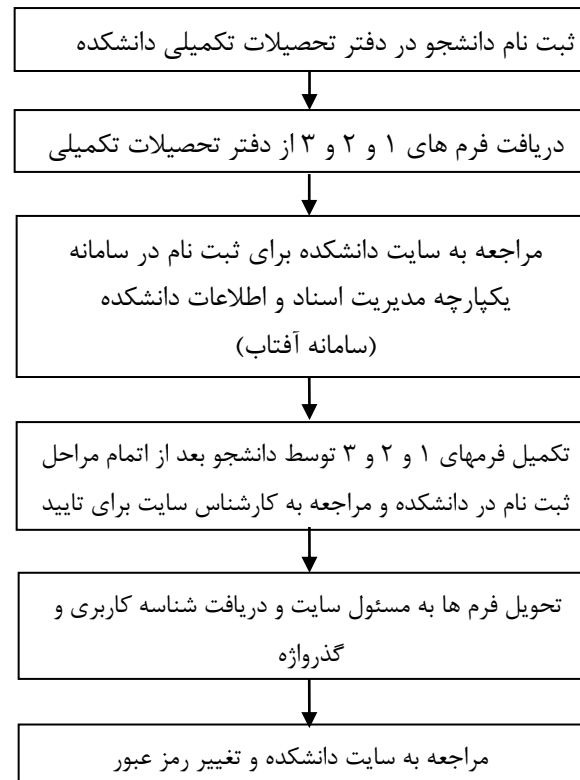 ثبت نام دانشجو در دفتر تحصیلات تکمیلی دانشکده
دریافت فرم های ۱ و ۲ و ۳ از دفتر تحصیلات تکمیلی
مراجعه به سایت دانشکده برای ثبت نام در سامانه
یکپارچه مدیریت اسناد و اطلاعات دانشکده
(سامانه آفتاب)
تکمیل فرمهای ۱ و ۲ و ۳ توسط دانشجو بعد از اتمام مراحل
ثبت نام در دانشکده و مراجعه به کارشناس سایت برای تایید
تحویل فرم ها به مسئول سایت و دریافت شناسه کاربری و
گذرواژه
مراجعه به سایت دانشکده و تغییر رمز عبور